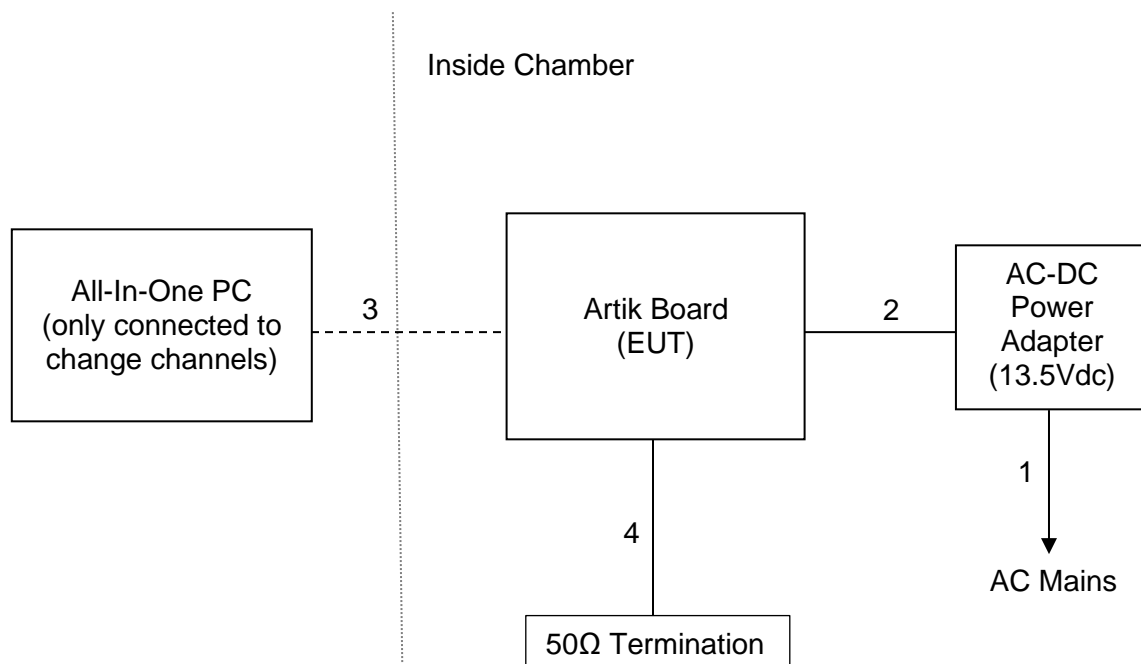 Inside Chamber
All-In-One PC
(only connected to
change channels)
3
Artik Board
(EUT)
2
AC-DC
Power
Adapter
(13.5Vdc)
1
AC Mains
4
50Ω Termination